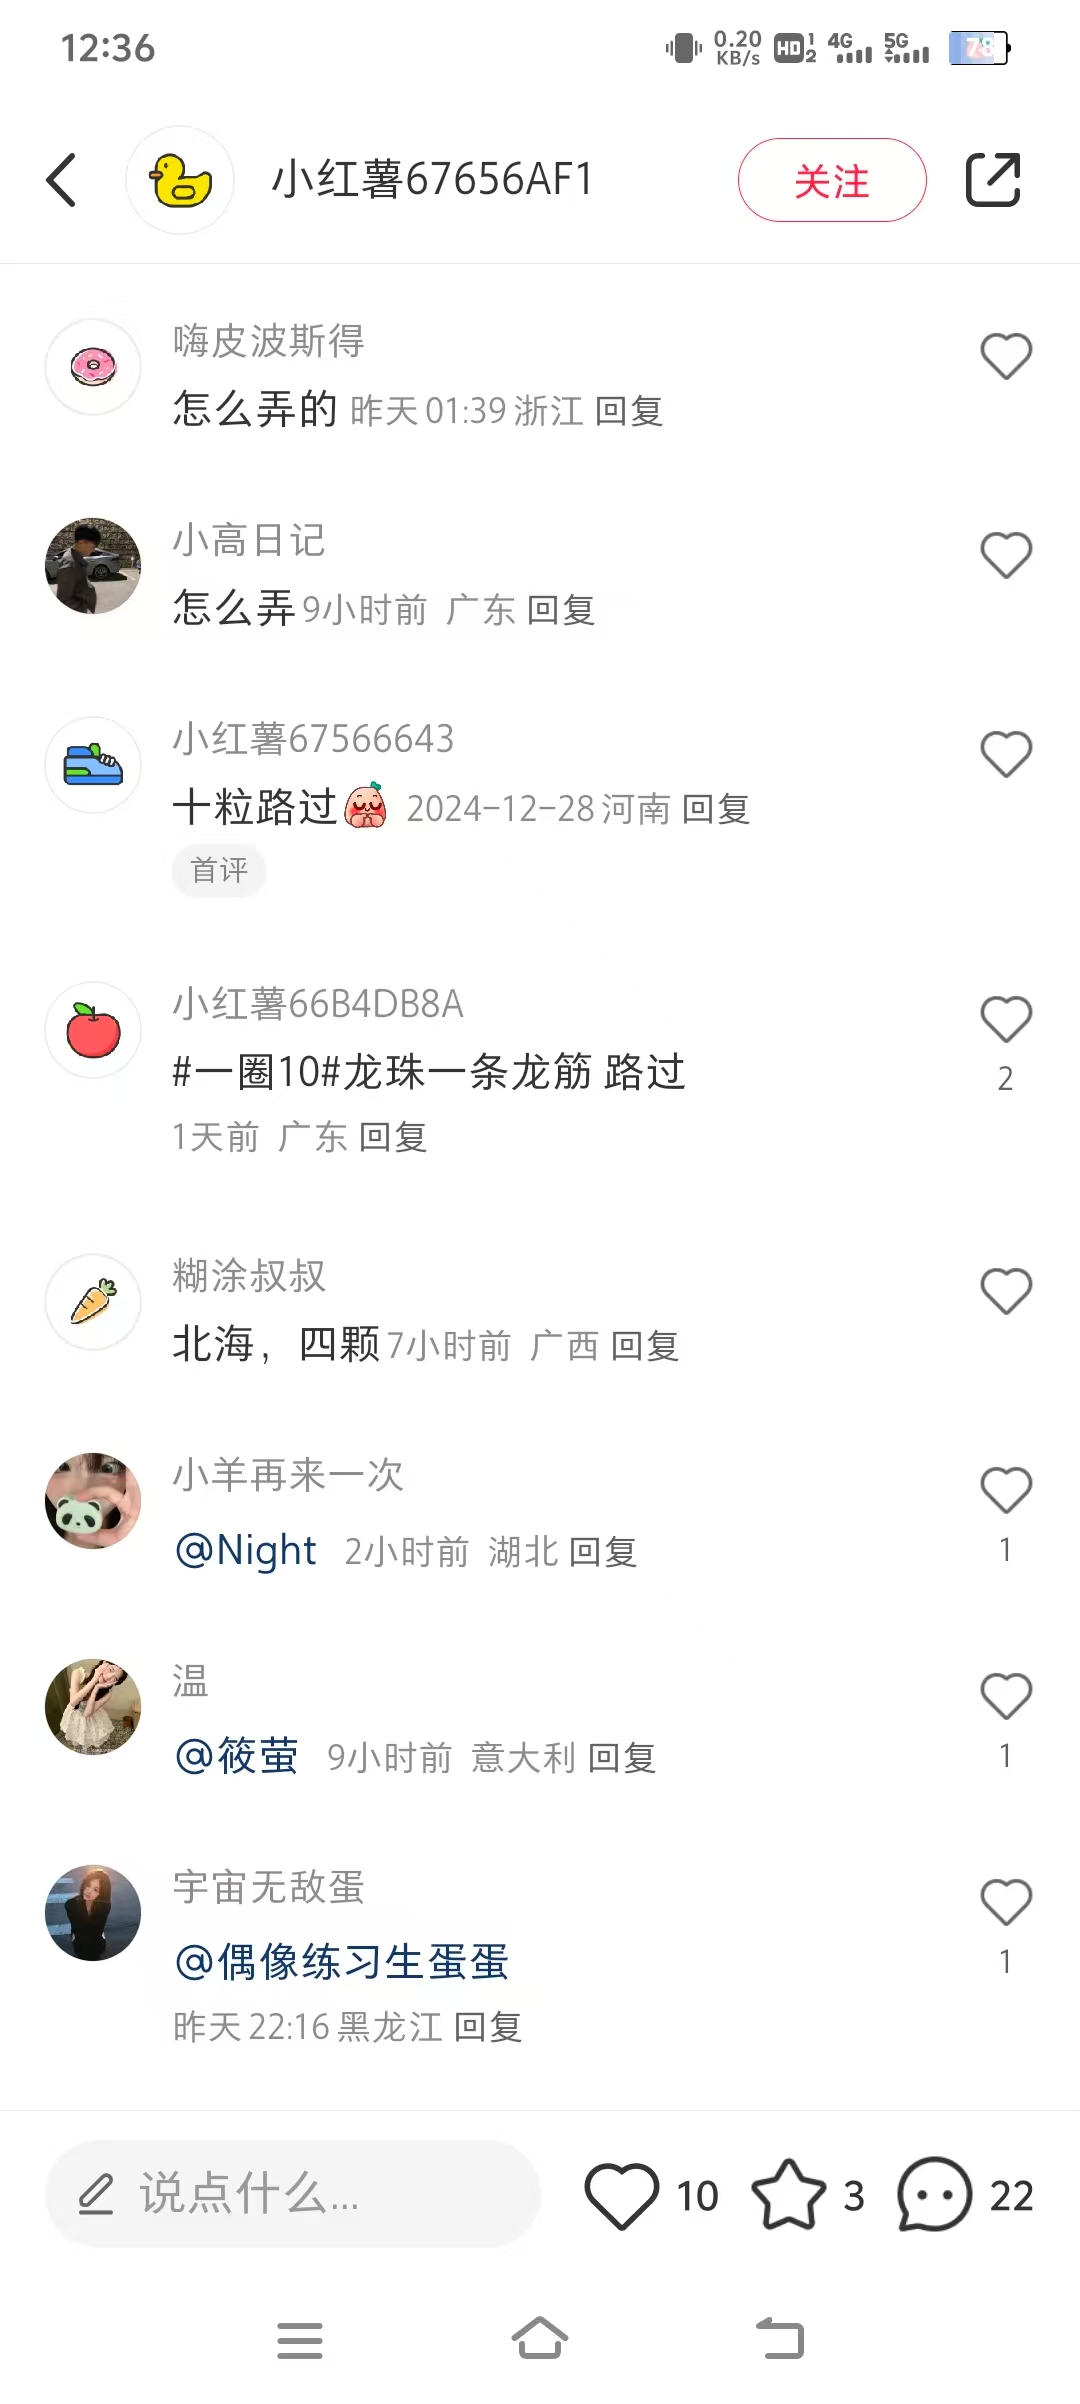 12:36
0.20
KB/s
HD 1 2
4G
5G
78
小红薯67656AF1
关注
嗨皮波斯得
怎么弄的 昨天 01:39 浙江 回复
小高日记
怎么弄 9小时前 广东 回复
小红薯67566643
十粒路过 2024-12-28 河南 回复
首评
小红薯66B4DB8A
#一圈10#龙珠一条龙筋 路过
2
1天前 广东 回复
糊涂叔叔
北海，四颗 7小时前 广西 回复
小羊再来一次
@Night 2小时前 湖北 回复
1
温
@筱萤 9小时前 意大利 回复
1
宇宙无敌蛋
@偶像练习生蛋蛋
1
昨天 22:16 黑龙江 回复
说点什么...
10
3
22